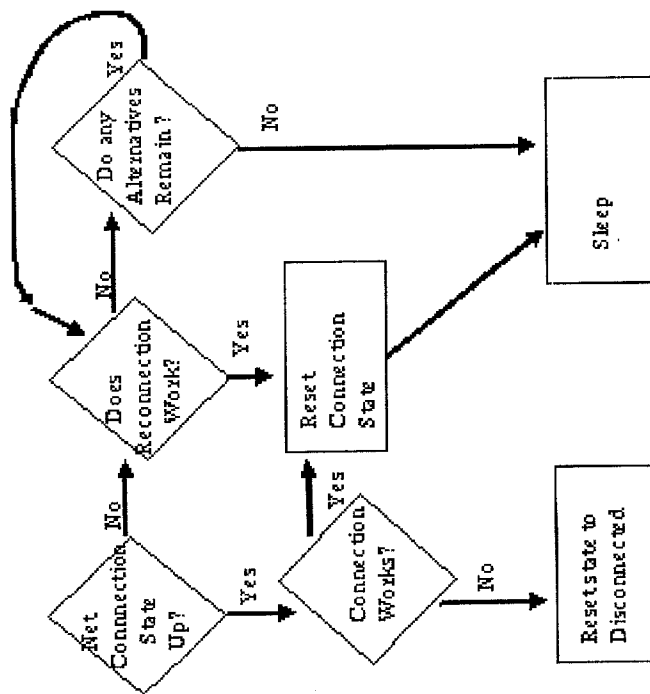 Net
Connnection
State
Up?
No
Does
Reconnection
Work?
No
Do any
Alternatives
Remain?
Yes
Yes
Yes
No
Connection
Works?
Yes
Reset
Connection
State
No
Reset state to
Disconnected
Sleep